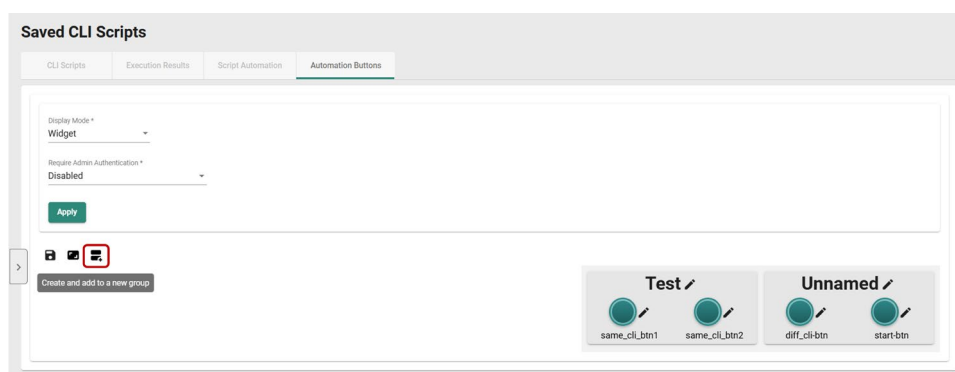 Saved CLI Scripts
CLI Scripts Execution Results Script Automation Automation Buttons
Display Mode *
Widget
Require Admin Authentication *
Disabled
Apply
Create and add to a new group
Test Unnamed
same_cli_btn1 same_cli_btn2 diff_cli-btn start-btn